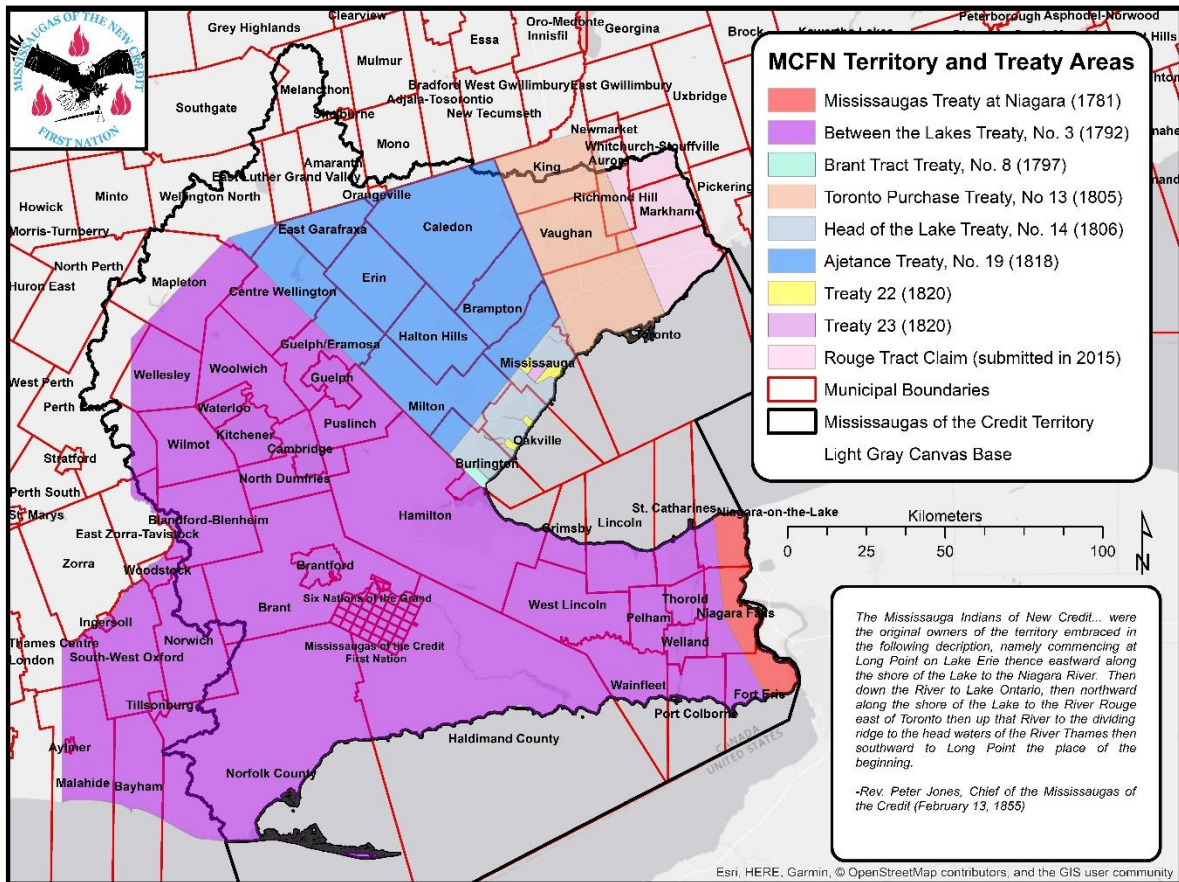 MISSISSAUGAS OF THE NEW CREDIT
FIRST NATION
Grey Highlands
Clearview
Essa
Oro-Medonte
Innisfil
Georgina
Brock
Peterborough
Asphodel-Norwood
Mulmur
Bradford West Gwillimbury
East Gwillimbury
Adjala-Tosorontio
New Tecumseth
Uxbridge
Southgate
Melancthon
Shelburne
Mono
Newmarket
Whitchurch-Stouffville
Aurora
King
Amaranth
East Luther Grand Valley
Orangeville
Pickering
Howick
Minto
Wellington North
Richmond Hill
Markham
Morris-Turnberry
East Garafraxa
Caledon
Vaughan
North Perth
Mapleton
Huron East
Centre Wellington
Erin
Brampton
Halton Hills
Toronto
Guelph/Eramosa
Mississauga
West Perth
Wellesley
Woolwich
Guelph
Perth East
Waterloo
Puslinch
Milton
Wilmot
Kitchener
Cambridge
Oakville
Stratford
North Dumfries
Burlington
Perth South
St. Marys
Blandford-Blenheim
Hamilton
Grimsby
Lincoln
St. Catharines
Niagara-on-the-Lake
East Zorra-Tavistock
Zorra
Woodstock
Brantford
Brant
Six Nations of the Grand
West Lincoln
Thorold
Pelham
Niagara Falls
Ingersoll
Norwich
Mississaugas of the Credit
First Nation
Welland
Thames Centre
London
South-West Oxford
Wainfleet
Fort Erie
Tillsonburg
Port Colborne
Haldimand County
Aylmer
Malahide
Bayham
Norfolk County
CANADA
UNITED STATES
MCFN Territory and Treaty Areas
Mississaugas Treaty at Niagara (1781)
Between the Lakes Treaty, No. 3 (1792)
Brant Tract Treaty, No. 8 (1797)
Toronto Purchase Treaty, No 13 (1805)
Head of the Lake Treaty, No. 14 (1806)
Ajetance Treaty, No. 19 (1818)
Treaty 22 (1820)
Treaty 23 (1820)
Rouge Tract Claim (submitted in 2015)
Municipal Boundaries
Mississaugas of the Credit Territory
Light Gray Canvas Base
Kilometers
0 25 50 100
N
The Mississauga Indians of New Credit... were
the original owners of the territory embraced in
the following decription, namely commencing at
Long Point on Lake Erie thence eastward along
the shore of the Lake to the Niagara River. Then
down the River to Lake Ontario, then northward
along the shore of the Lake to the River Rouge
east of Toronto then up that River to the dividing
ridge to the head waters of the River Thames then
southward to Long Point the place of the
beginning.
-Rev. Peter Jones, Chief of the Mississaugas of
the Credit (February 13, 1855)
Esri, HERE, Garmin, © OpenStreetMap contributors, and the GIS user community